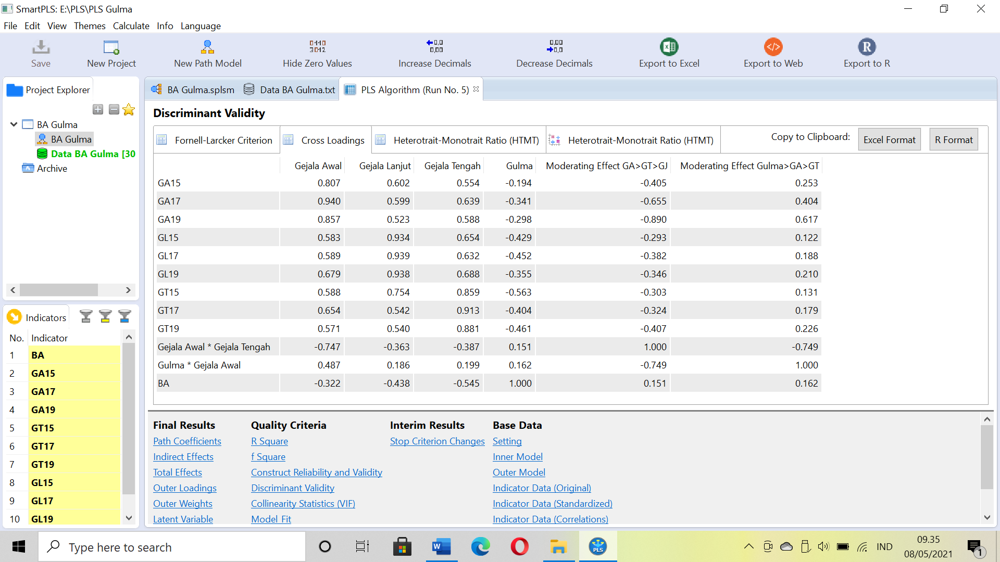 SmartPLS: E:\PLS\PLS Gulma
File Edit View Themes Calculate Info Language
Save New Project New Path Model Hide Zero Values Increase Decimals Decrease Decimals Export to Excel Export to Web Export to R
Project Explorer
BA Gulma
BA Gulma
Data BA Gulma [30
Archive
Indicators
No. Indicator
1 BA
2 GA15
3 GA17
4 GA19
5 GT15
6 GT17
7 GT19
8 GL15
9 GL17
10 GL19
BA Gulma.splsm Data BA Gulma.txt PLS Algorithm (Run No. 5)
Discriminant Validity
Fornell-Larcker Criterion Cross Loadings Heterotrait-Monotrait Ratio (HTMT) Heterotrait-Monotrait Ratio (HTMT) Copy to Clipboard: Excel Format R Format
Gejala Awal Gejala Lanjut Gejala Tengah Gulma Moderating Effect GA>GT>GJ Moderating Effect Gulma>GA>GT
GA15 0.807 0.602 0.554 -0.194 -0.405 0.253
GA17 0.940 0.599 0.639 -0.341 -0.655 0.404
GA19 0.857 0.523 0.588 -0.298 -0.890 0.617
GL15 0.583 0.934 0.654 -0.429 -0.293 0.122
GL17 0.589 0.939 0.632 -0.452 -0.382 0.188
GL19 0.679 0.938 0.688 -0.355 -0.346 0.210
GT15 0.588 0.754 0.859 -0.563 -0.303 0.131
GT17 0.654 0.542 0.913 -0.404 -0.324 0.179
GT19 0.571 0.540 0.881 -0.461 -0.407 0.226
Gejala Awal * Gejala Tengah -0.747 -0.363 -0.387 0.151 1.000 -0.749
Gulma * Gejala Awal 0.487 0.186 0.199 0.162 -0.749 1.000
BA -0.322 -0.438 -0.545 1.000 0.151 0.162
Final Results Quality Criteria Interim Results Base Data
Path Coefficients R Square Stop Criterion Changes Setting
Indirect Effects f Square Inner Model
Total Effects Construct Reliability and Validity Outer Model
Outer Loadings Discriminant Validity Indicator Data (Original)
Outer Weights Collinearity Statistics (VIF) Indicator Data (Standardized)
Latent Variable Model_Fit Indicator Data (Correlations)
Type here to search
IND
09.35
08/05/2021
1